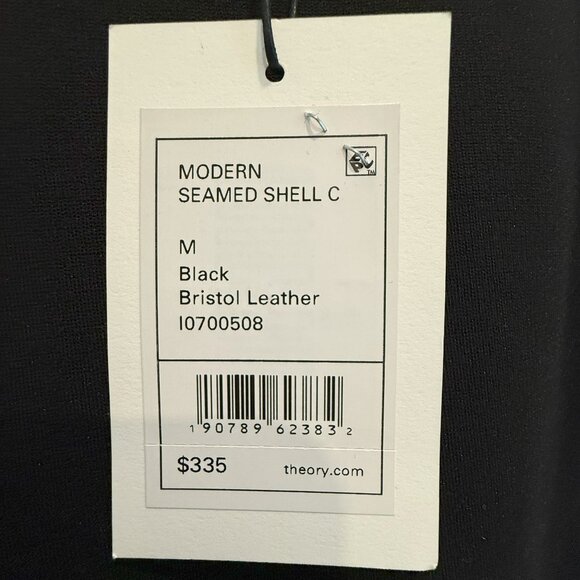 MODERN
SEAMED SHELL C
M
Black
Bristol Leather
I0700508
1 90789 62383 2
$335 theory.com